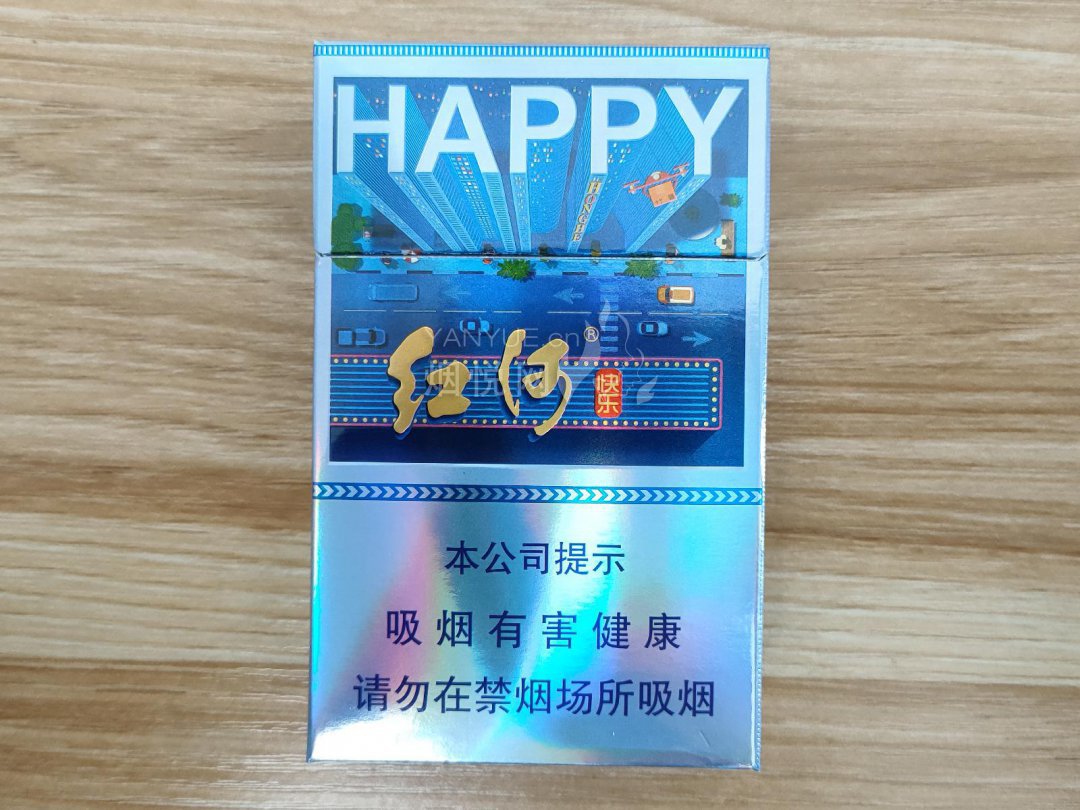 HAPPY
HONGHE
YANYUE.cn
烟悦网
红河®
快乐
本公司提示
吸烟有害健康
请勿在禁烟场所吸烟